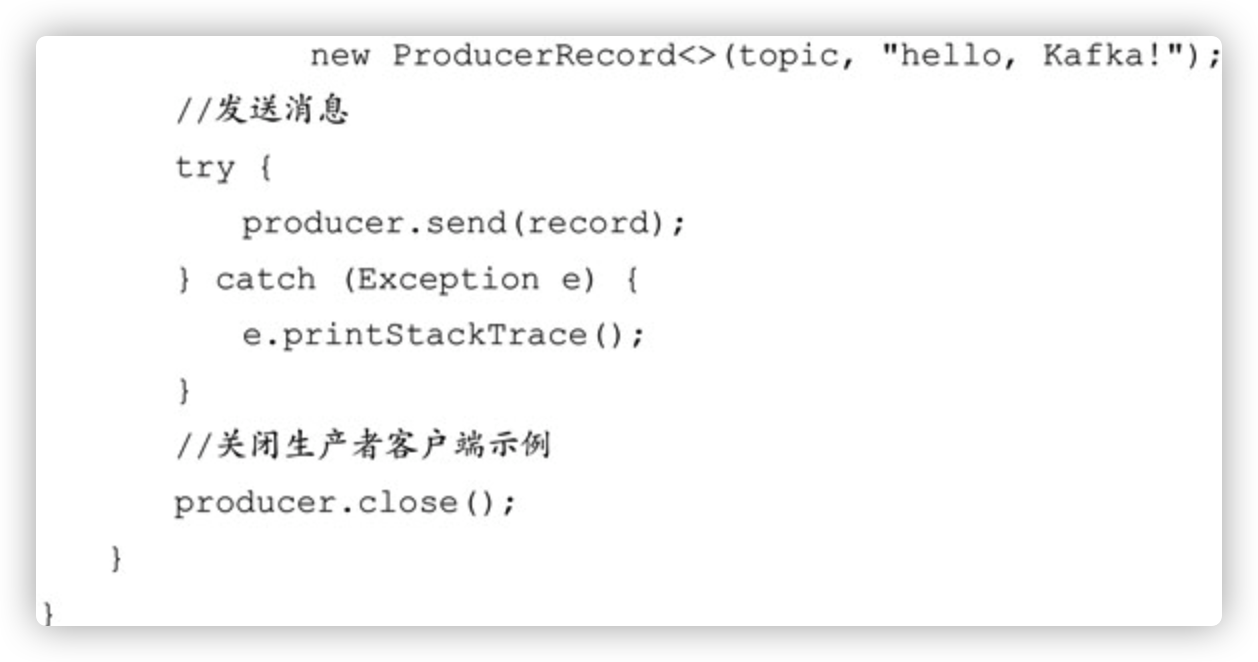 new ProducerRecord<>(topic, "hello, Kafka!");
//发送消息
try {
producer.send(record);
} catch (Exception e) {
e.printStackTrace();
}
//关闭生产者客户端示例
producer.close();
}
}